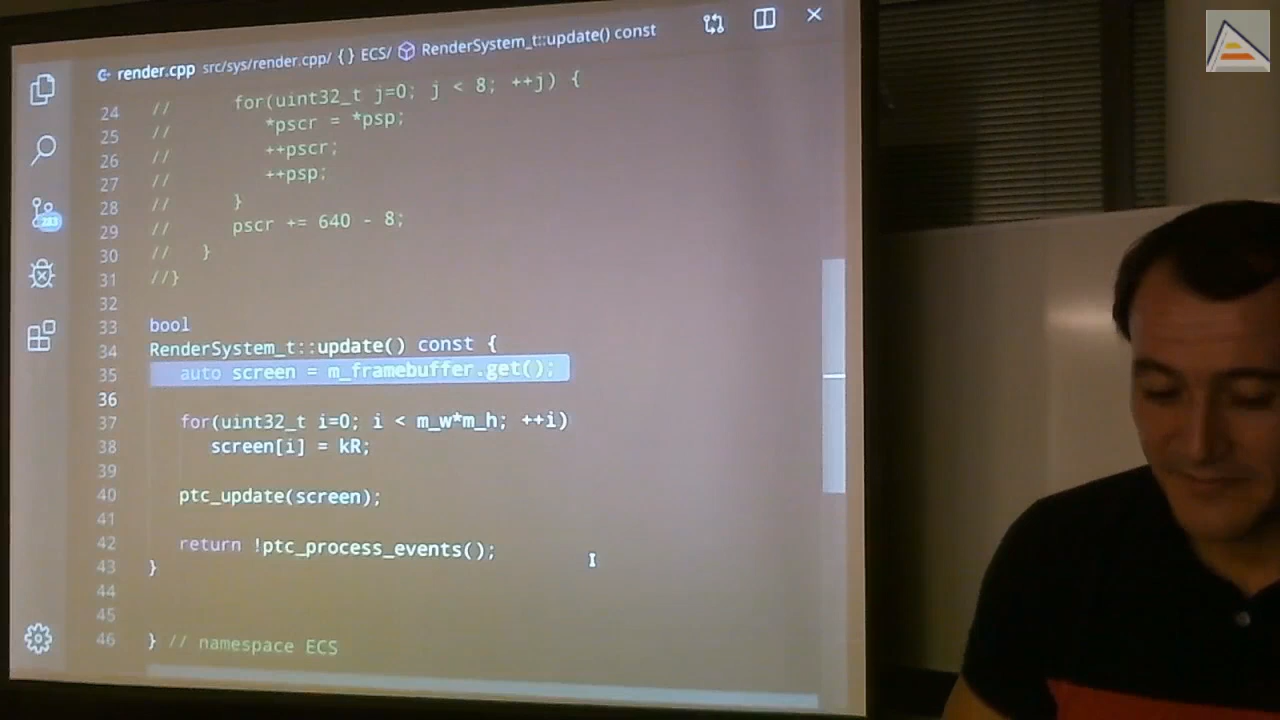 render.cpp src/sys/render.cpp/ {} ECS/ RenderSystem_t::update() const
24 //      for(uint32_t j=0; j < 8; ++j) {
25 //         *pscr = *psp;
26 //         ++pscr;
27 //         ++psp;
28 //      }
29 //      pscr += 640 - 8;
30 //   }
31 //}
32
33 bool
34 RenderSystem_t::update() const {
35    auto screen = m_framebuffer.get();
36
37    for(uint32_t i=0; i < m_w*m_h; ++i)
38       screen[i] = kR;
39
40    ptc_update(screen);
41
42    return !ptc_process_events();
43 }
44
45
46 } // namespace ECS
283